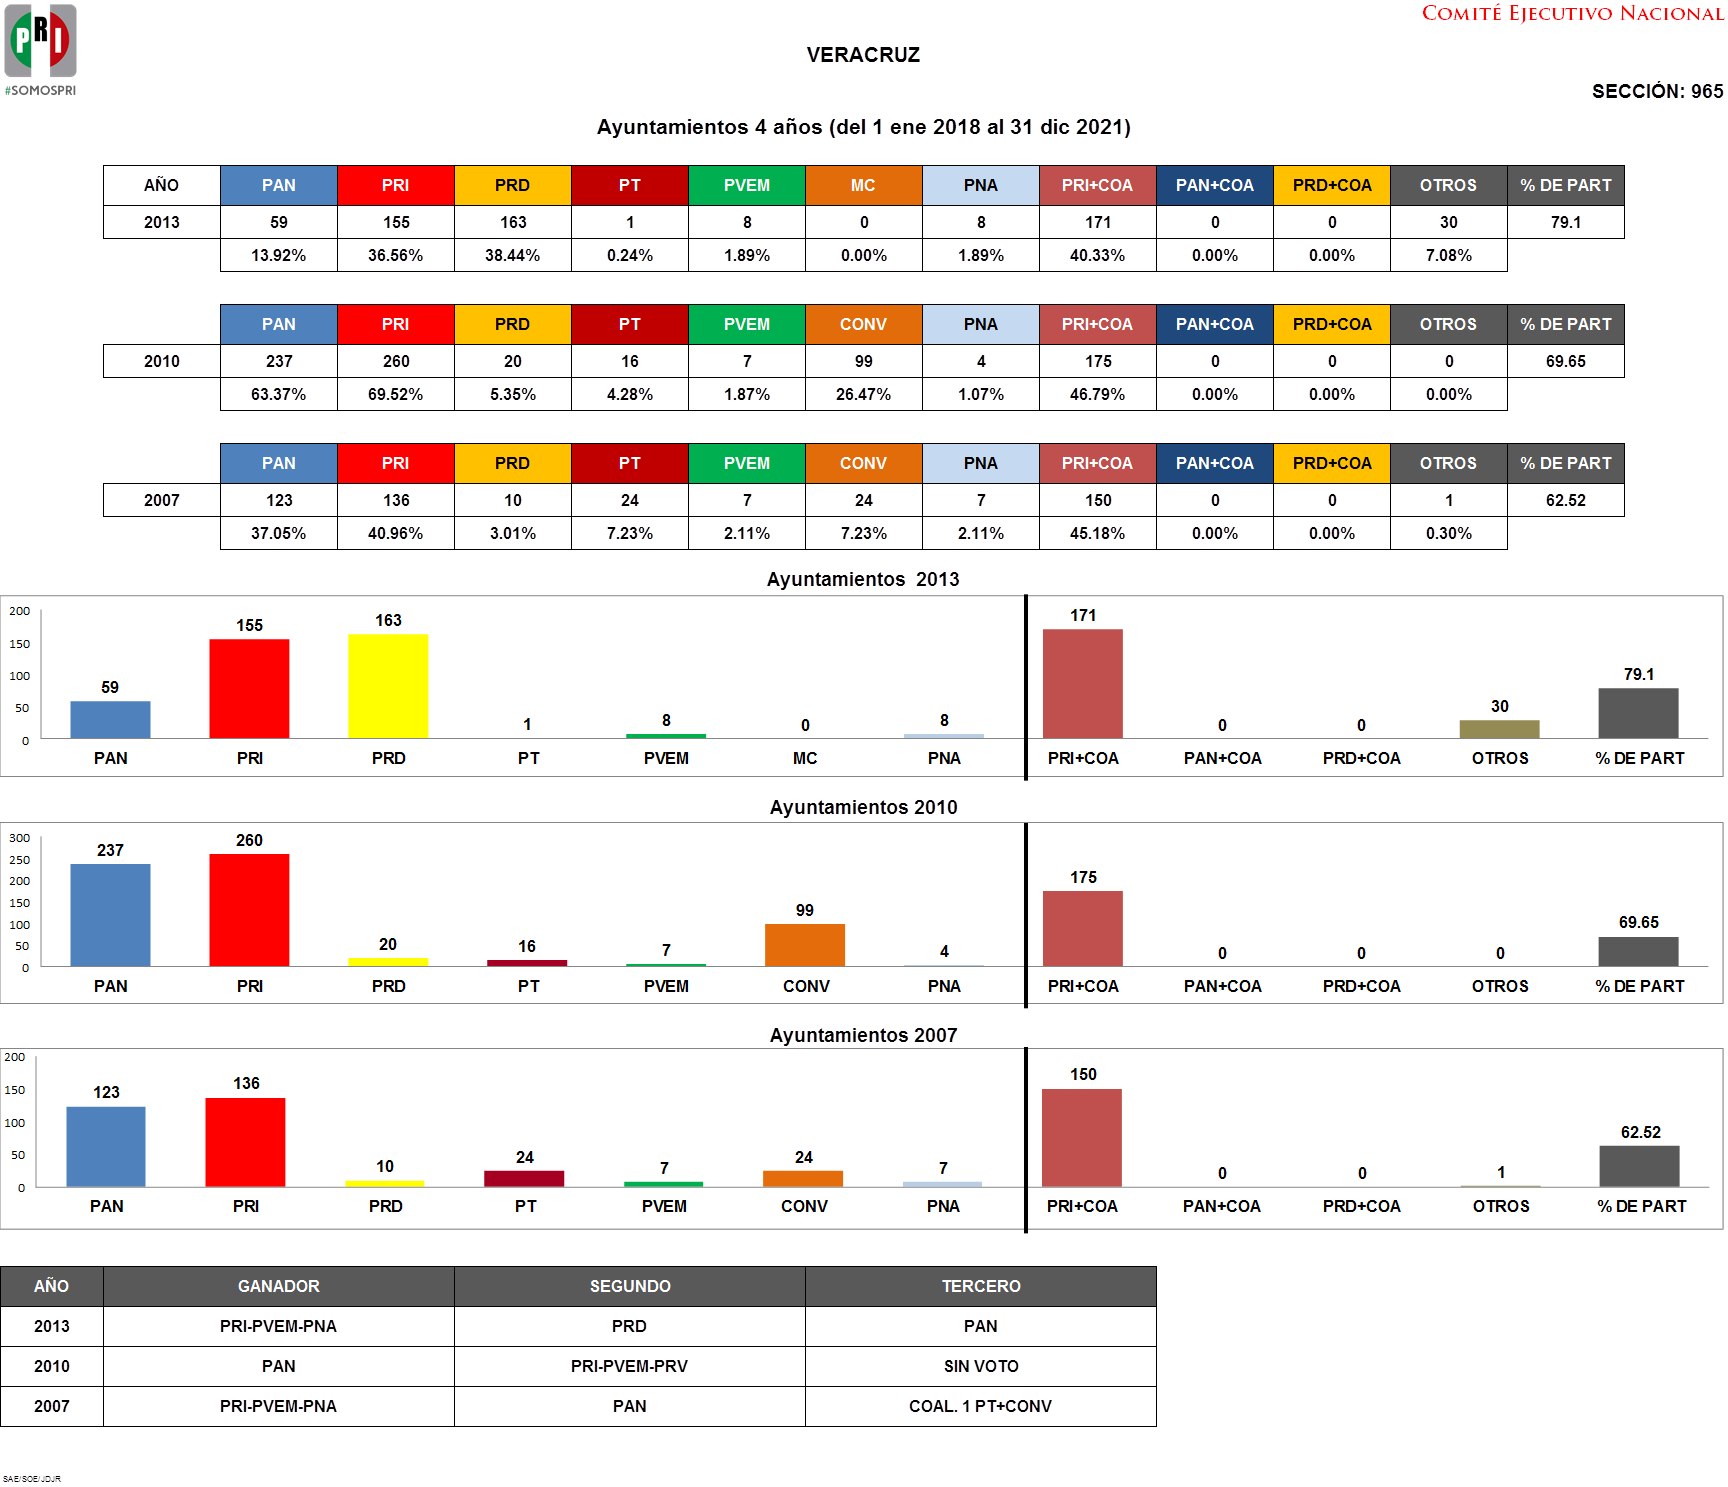 PRI
#SOMOSPRI
COMITÉ EJECUTIVO NACIONAL
VERACRUZ
SECCIÓN: 965
Ayuntamientos 4 años (del 1 ene 2018 al 31 dic 2021)
AÑO PAN PRI PRD PT PVEM MC PNA PRI+COA PAN+COA PRD+COA OTROS % DE PART
2013 59 155 163 1 8 0 8 171 0 0 30 79.1
13.92% 36.56% 38.44% 0.24% 1.89% 0.00% 1.89% 40.33% 0.00% 0.00% 7.08%
PAN PRI PRD PT PVEM CONV PNA PRI+COA PAN+COA PRD+COA OTROS % DE PART
2010 237 260 20 16 7 99 4 175 0 0 0 69.65
63.37% 69.52% 5.35% 4.28% 1.87% 26.47% 1.07% 46.79% 0.00% 0.00% 0.00%
PAN PRI PRD PT PVEM CONV PNA PRI+COA PAN+COA PRD+COA OTROS % DE PART
2007 123 136 10 24 7 24 7 150 0 0 1 62.52
37.05% 40.96% 3.01% 7.23% 2.11% 7.23% 2.11% 45.18% 0.00% 0.00% 0.30%
Ayuntamientos 2013
200
150
100
50
0
59 155 163 1 8 0 8 171 0 0 30 79.1
PAN PRI PRD PT PVEM MC PNA PRI+COA PAN+COA PRD+COA OTROS % DE PART
Ayuntamientos 2010
300
250
200
150
100
50
0
237 260 20 16 7 99 4 175 0 0 0 69.65
PAN PRI PRD PT PVEM CONV PNA PRI+COA PAN+COA PRD+COA OTROS % DE PART
Ayuntamientos 2007
200
150
100
50
0
123 136 10 24 7 24 7 150 0 0 1 62.52
PAN PRI PRD PT PVEM CONV PNA PRI+COA PAN+COA PRD+COA OTROS % DE PART
AÑO GANADOR SEGUNDO TERCERO
2013 PRI-PVEM-PNA PRD PAN
2010 PAN PRI-PVEM-PRV SIN VOTO
2007 PRI-PVEM-PNA PAN COAL. 1 PT+CONV
SAE/SOE/JDJR